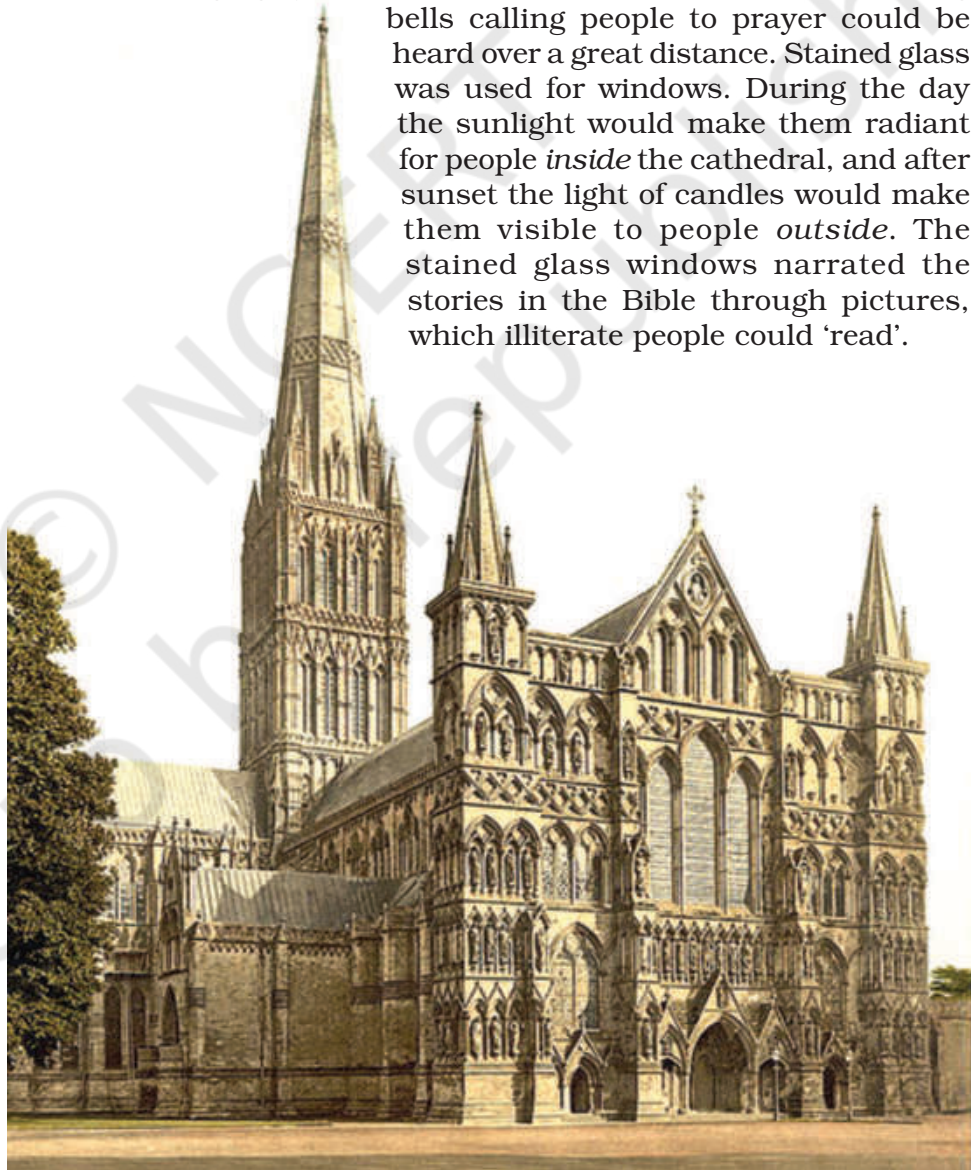 bells calling people to prayer could be
heard over a great distance. Stained glass
was used for windows. During the day
the sunlight would make them radiant
for people inside the cathedral, and after
sunset the light of candles would make
them visible to people outside. The
stained glass windows narrated the
stories in the Bible through pictures,
which illiterate people could ‘read’.
© NCERT
o be republish